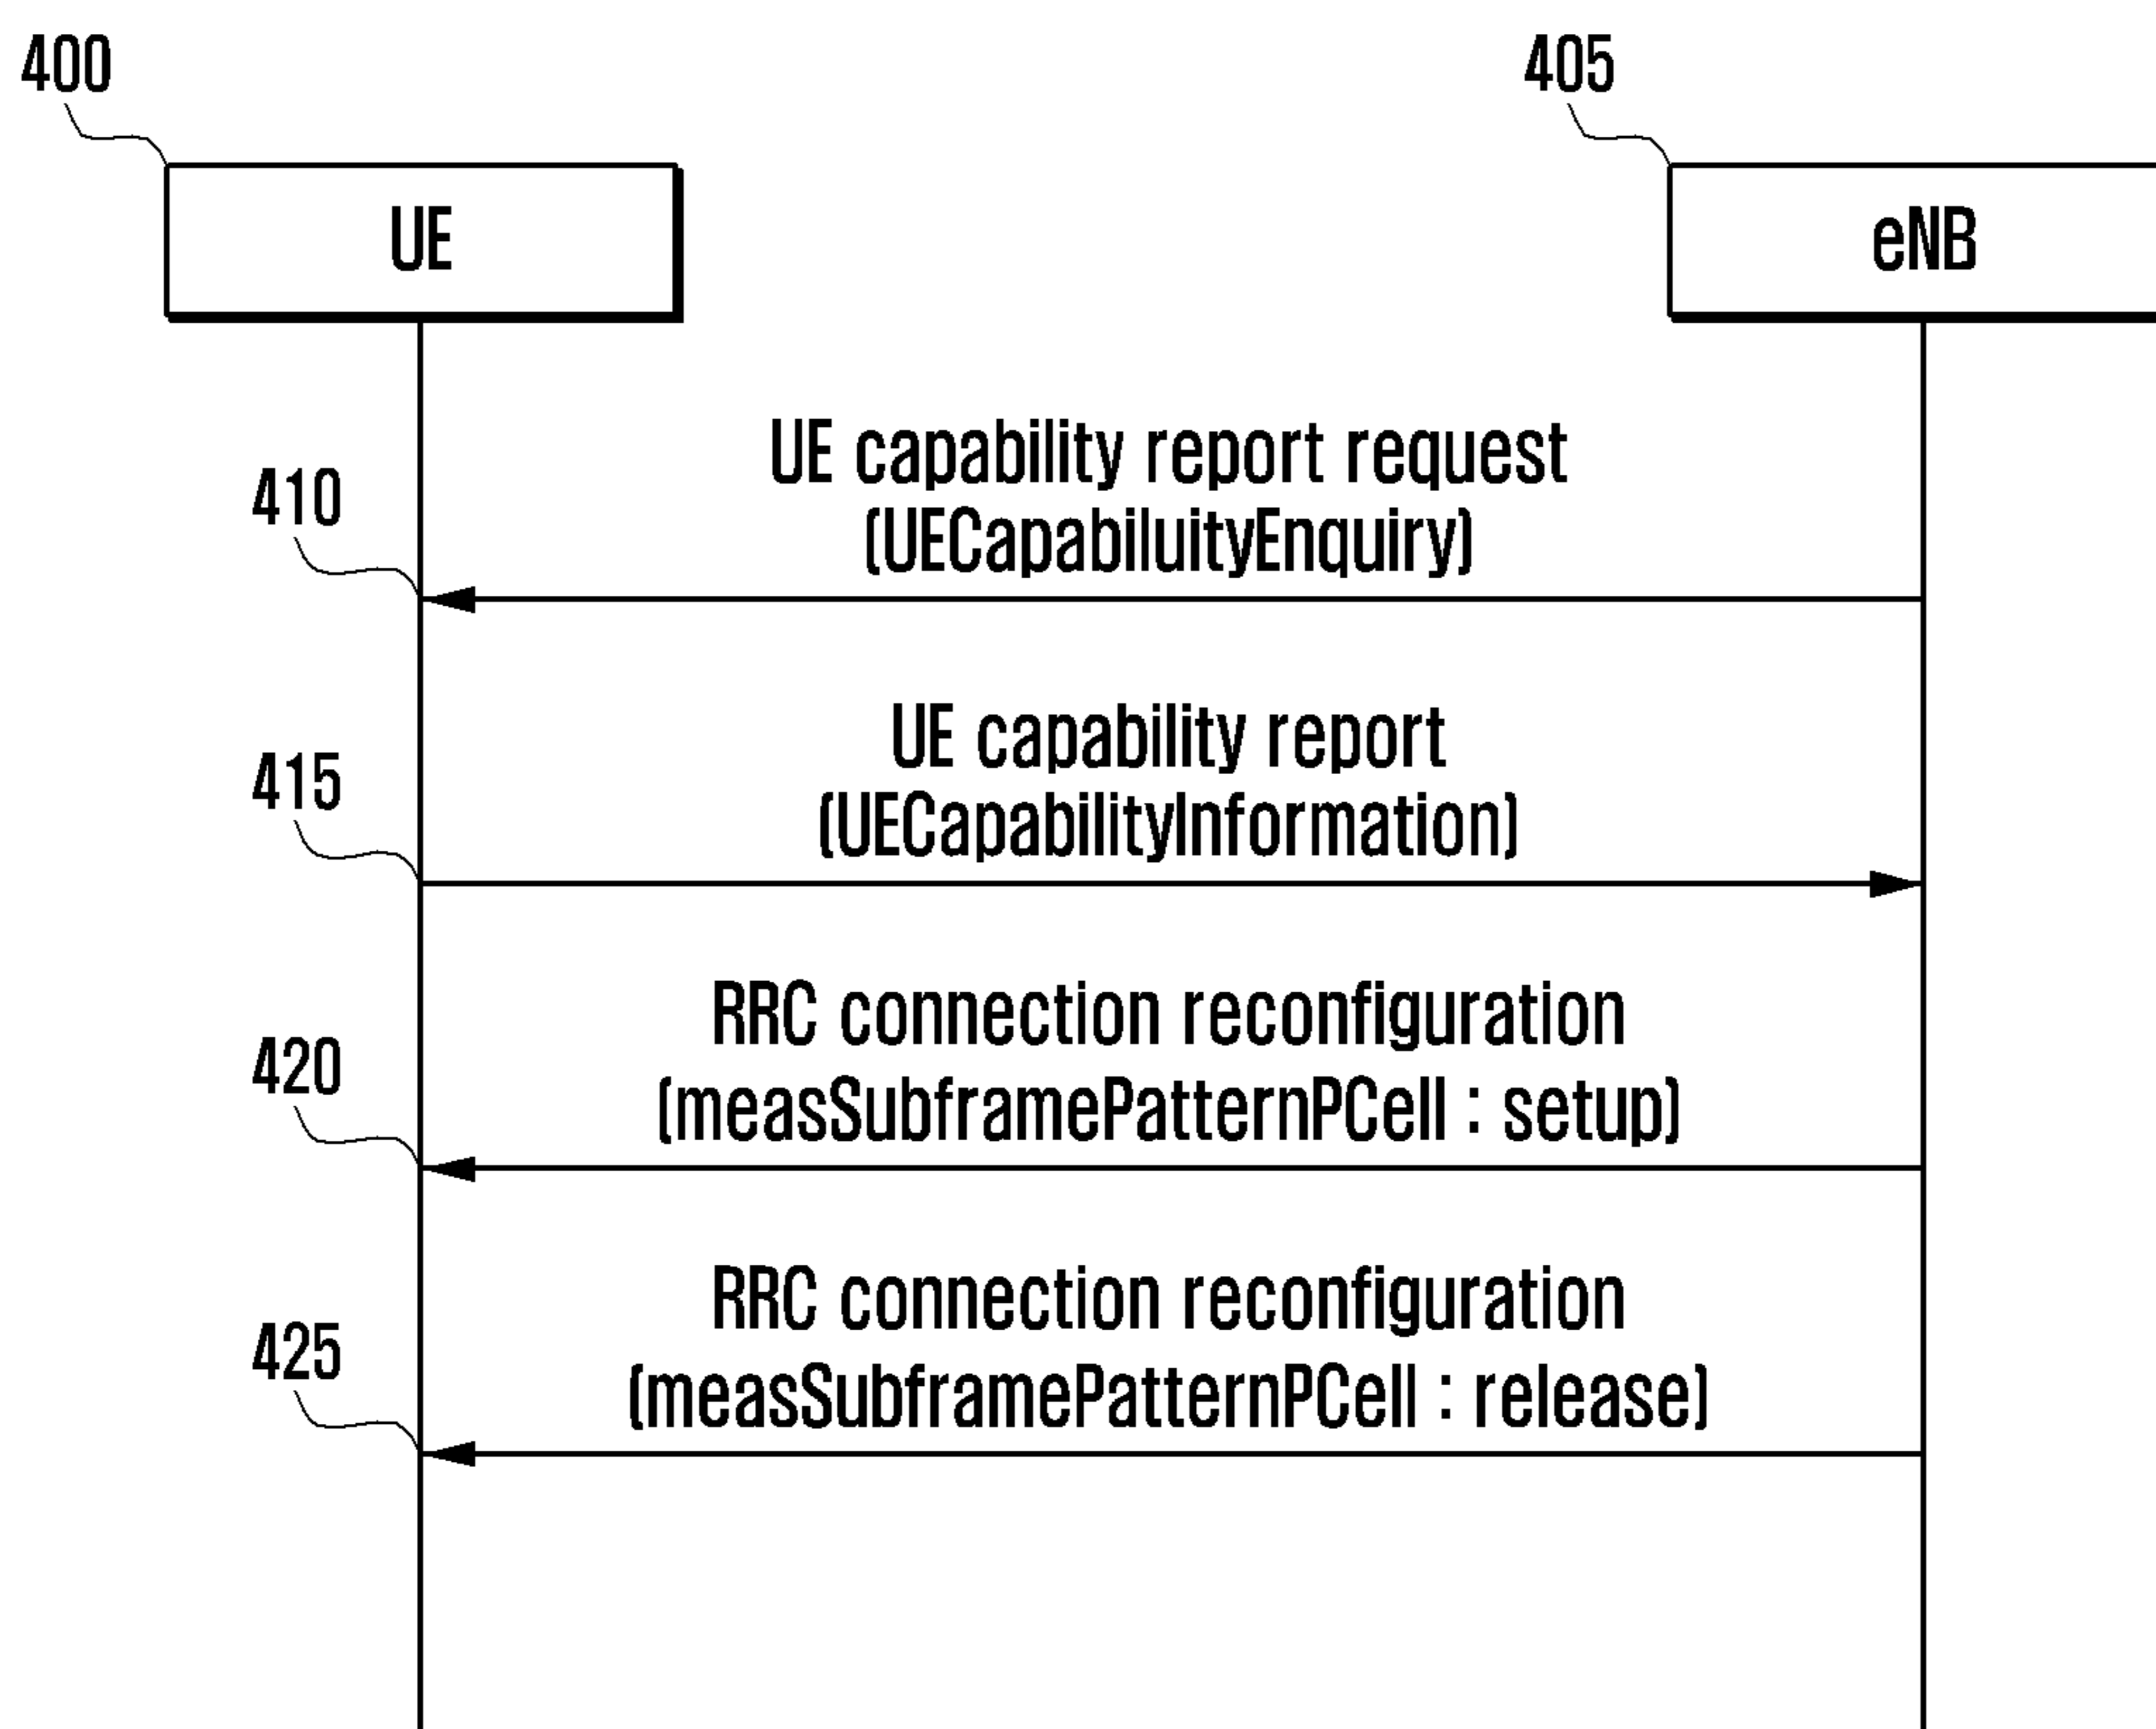 400
405
UE
eNB
UE capability report request
410
(UECapabiluityEnquiry)
UE capability report
415
(UECapabilityInformation)
RRC connection reconfiguration
420
(measSubframePatternPCell : setup)
RRC connection reconfiguration
425
(measSubframePatternPCell : release)